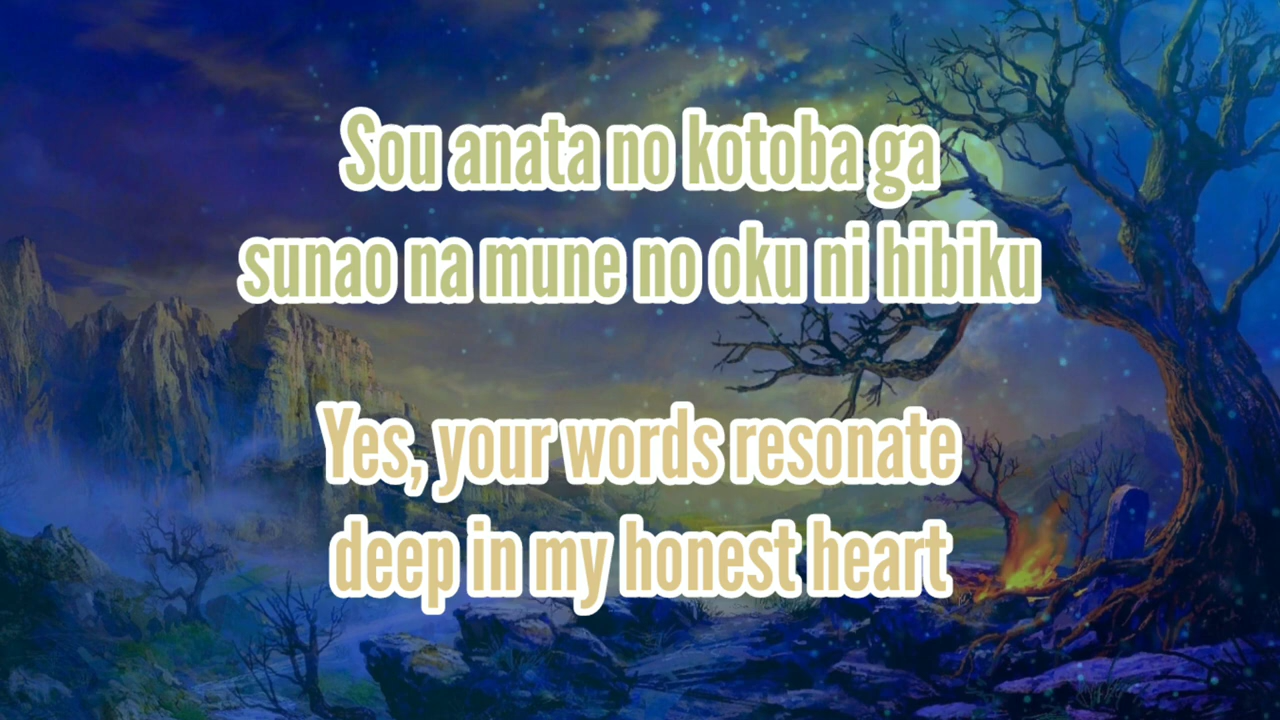 Sou anata no kotoba ga
sunao na mune no oku ni hibiku
Yes, your words resonate
deep in my honest heart